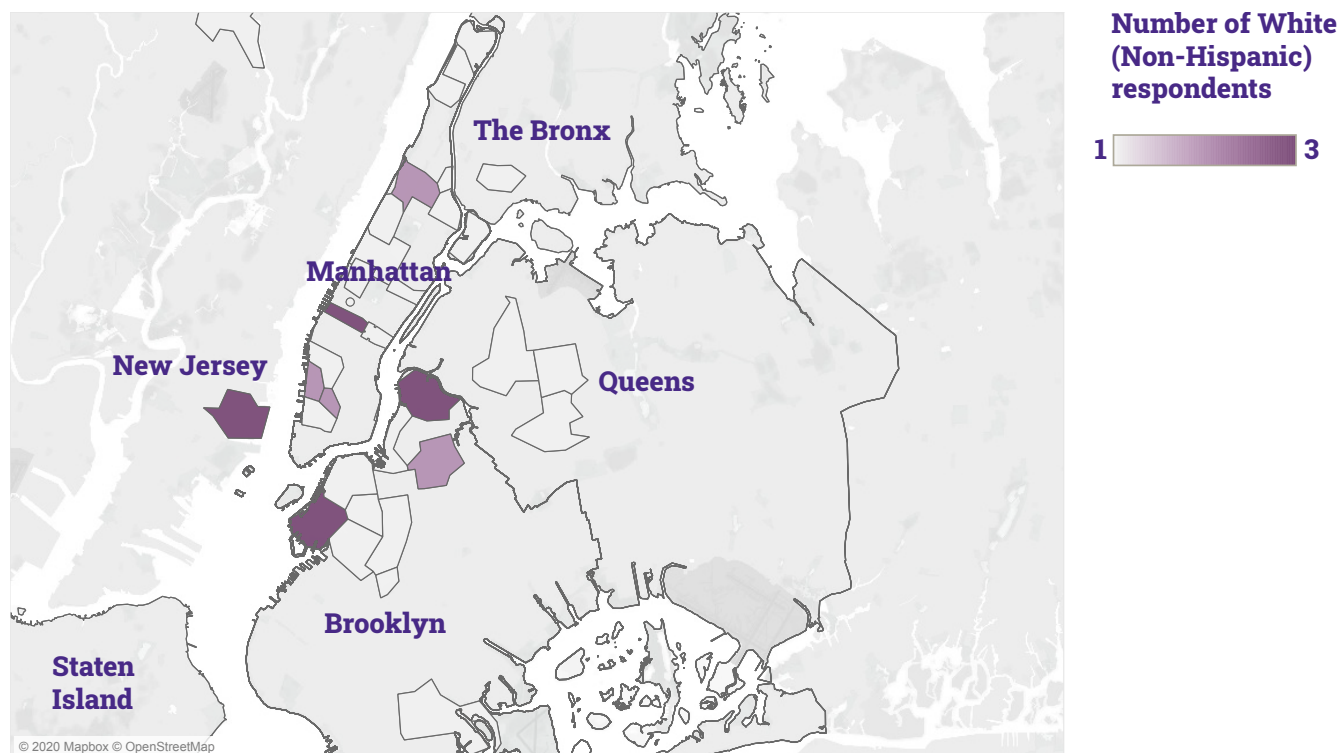 Number of White
(Non-Hispanic)
respondents
1 3
The Bronx
Manhattan
New Jersey
Queens
Brooklyn
Staten
Island
© 2020 Mapbox © OpenStreetMap